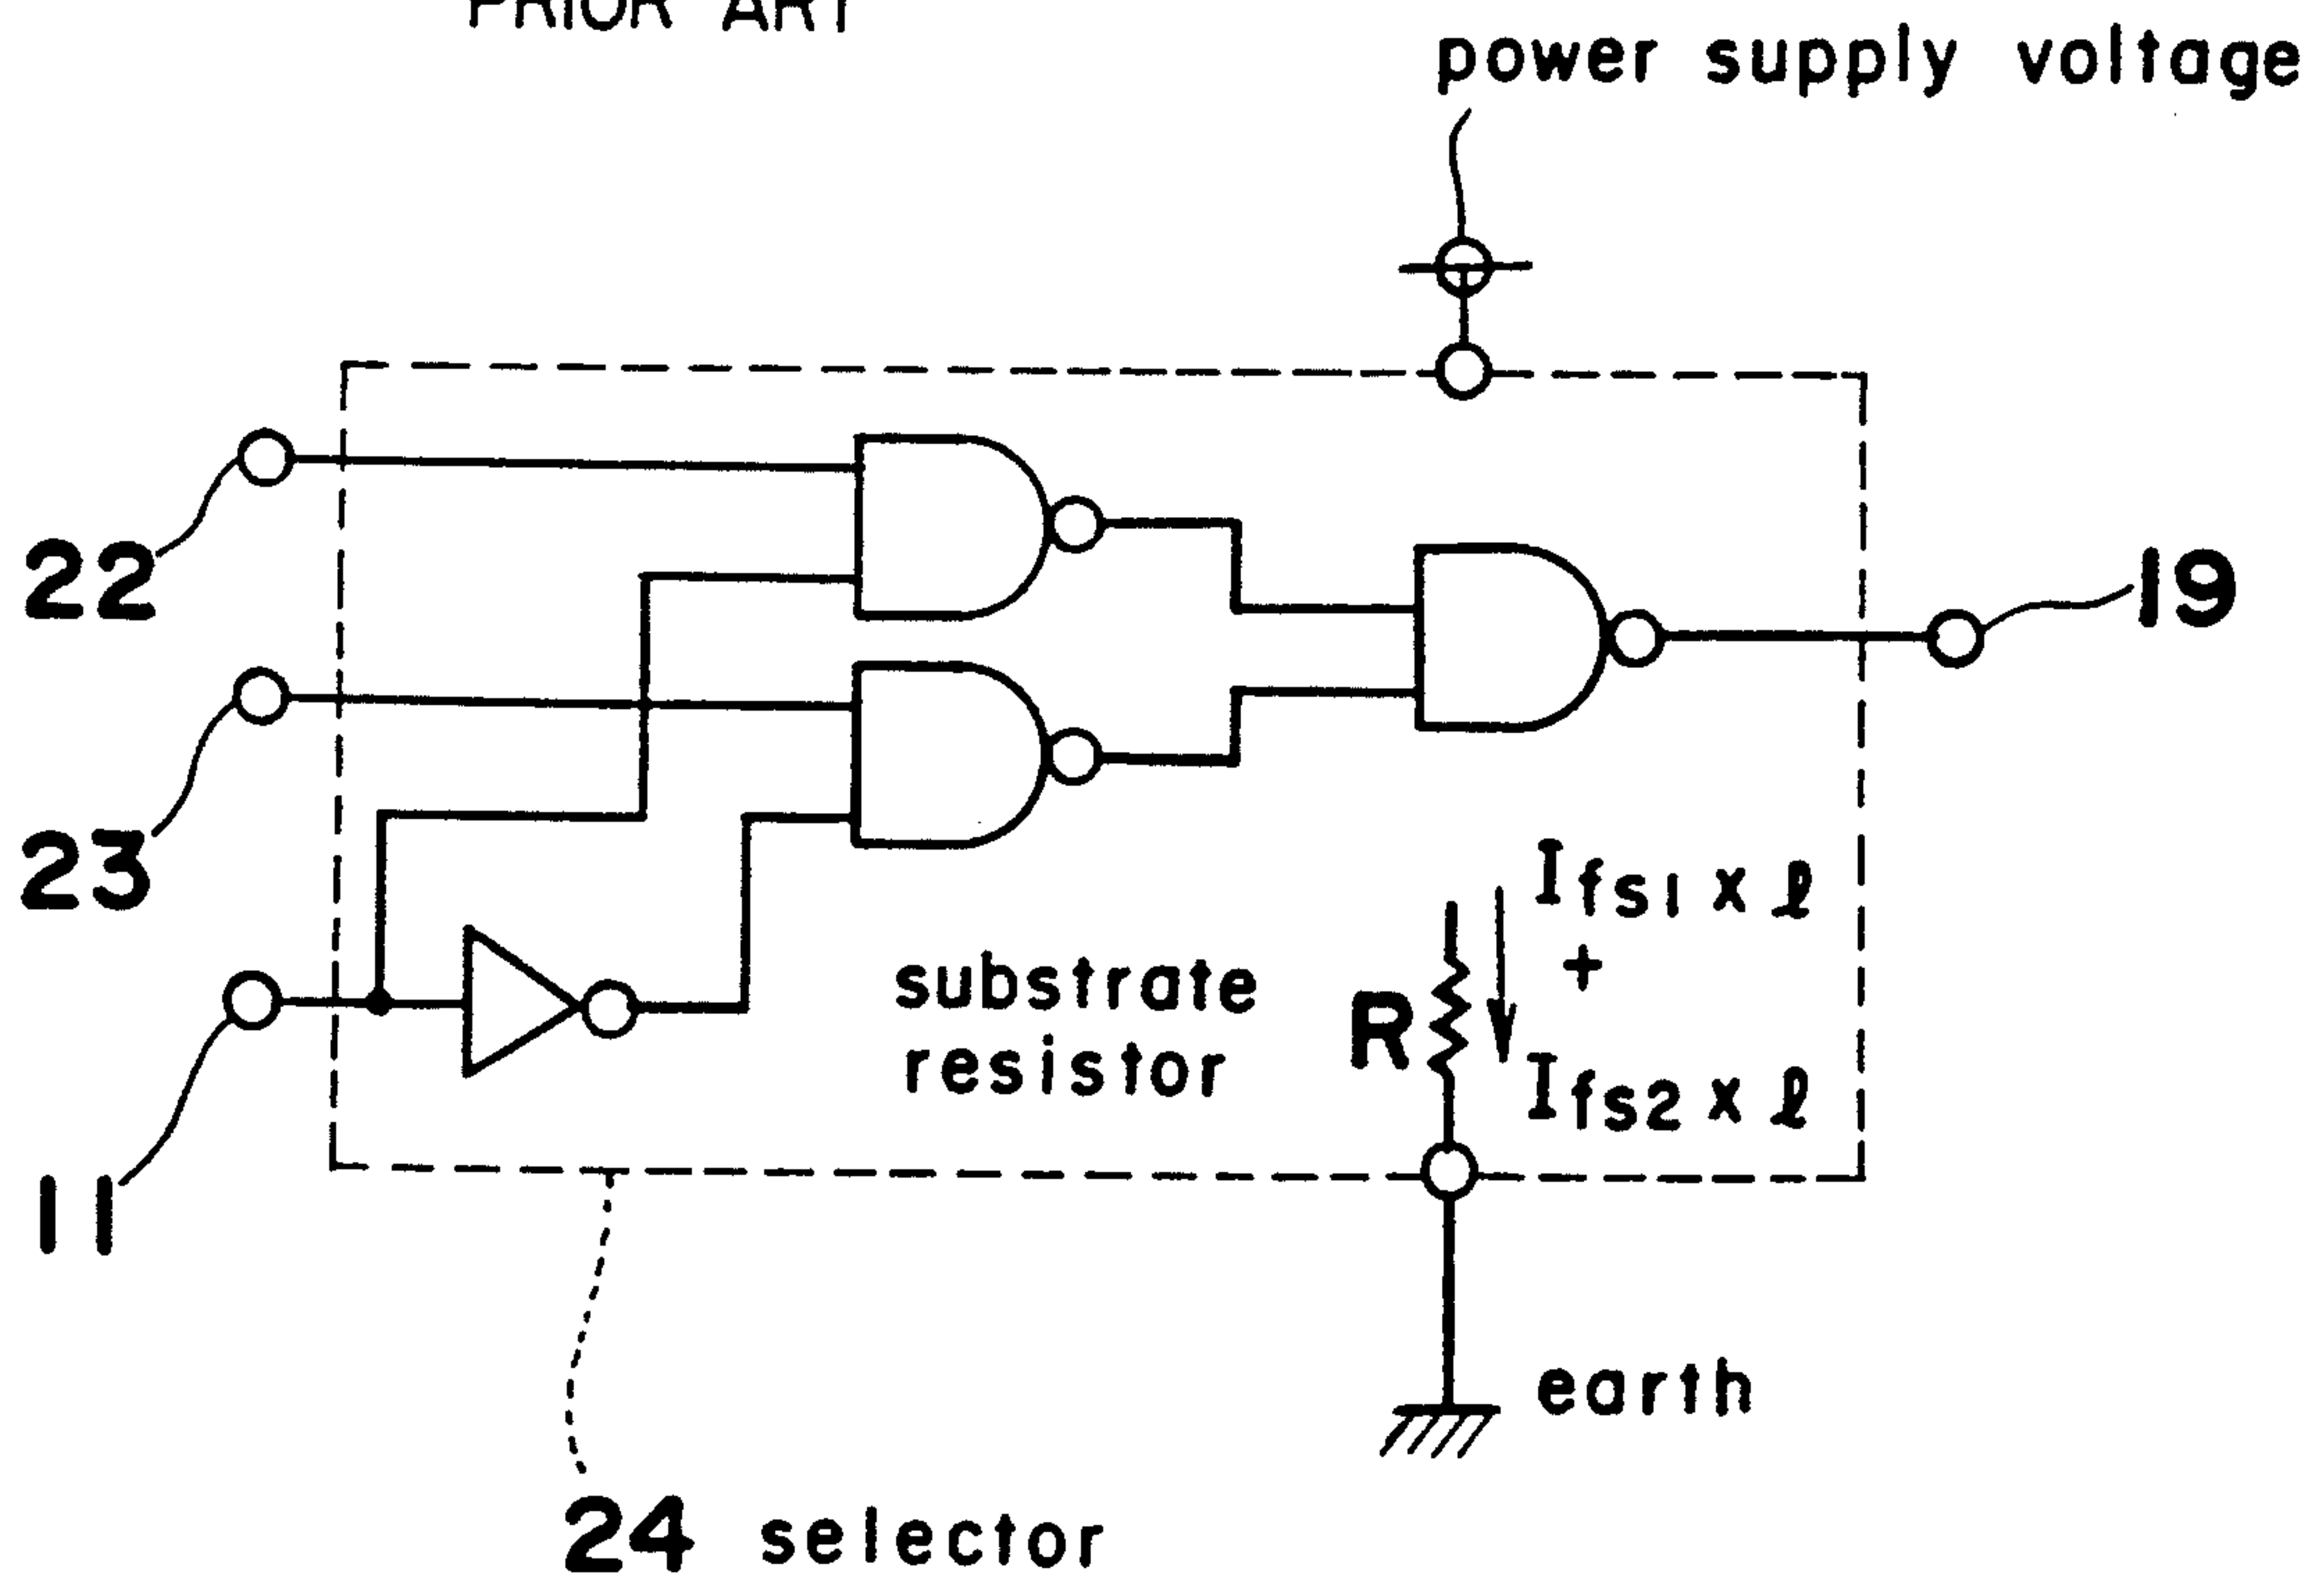 PRIOR ART
power supply voltage
22
19
23
Ifs1 x ℓ
+
substrate
resistor
R
Ifs2 x ℓ
11
earth
24 selector